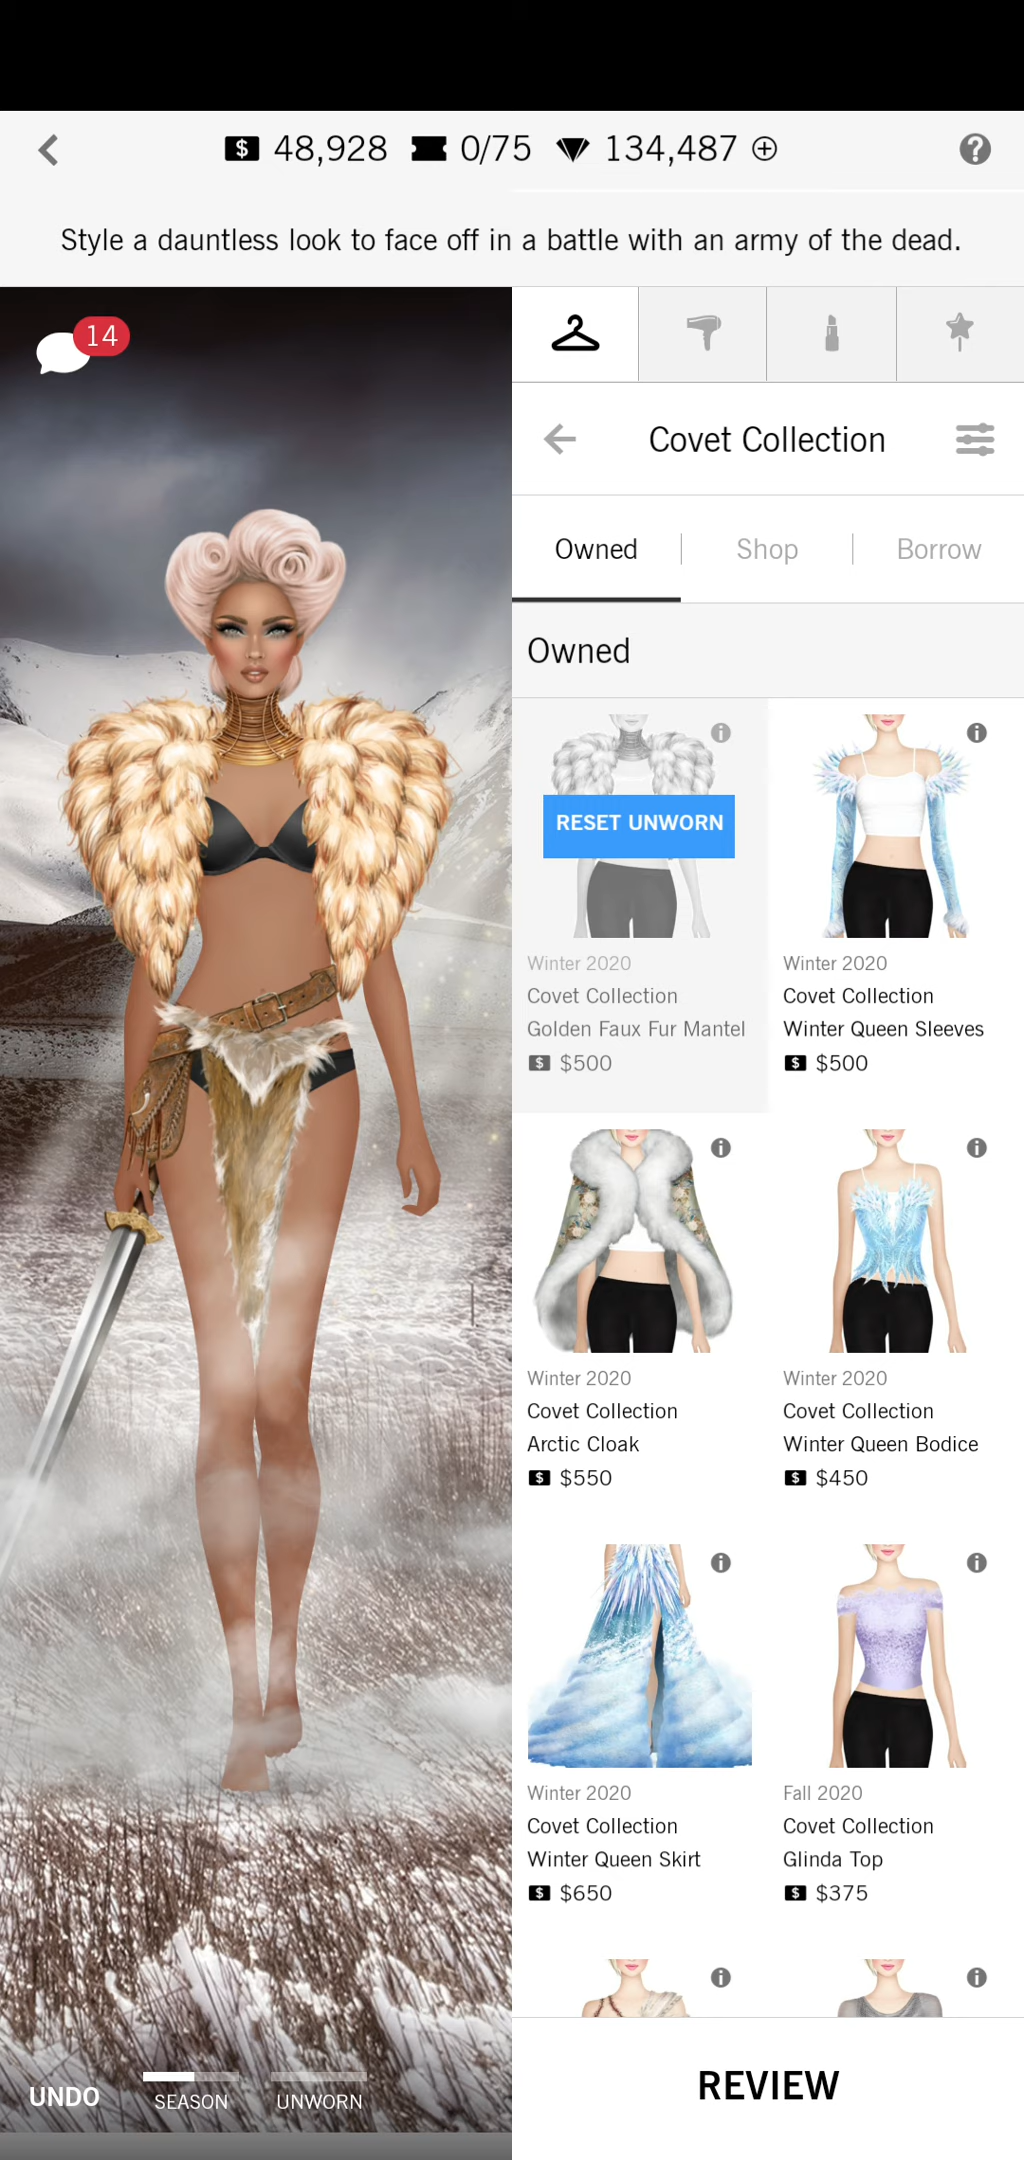 48,928 0/75 134,487
Style a dauntless look to face off in a battle with an army of the dead.
14
Covet Collection
Owned Shop Borrow
Owned
RESET UNWORN
Winter 2020
Covet Collection
Golden Faux Fur Mantel
$ $500
Winter 2020
Covet Collection
Winter Queen Sleeves
$ $500
Winter 2020
Covet Collection
Arctic Cloak
$ $550
Winter 2020
Covet Collection
Winter Queen Bodice
$ $450
Winter 2020
Covet Collection
Winter Queen Skirt
$ $650
Fall 2020
Covet Collection
Glinda Top
$ $375
UNDO
SEASON
UNWORN
REVIEW